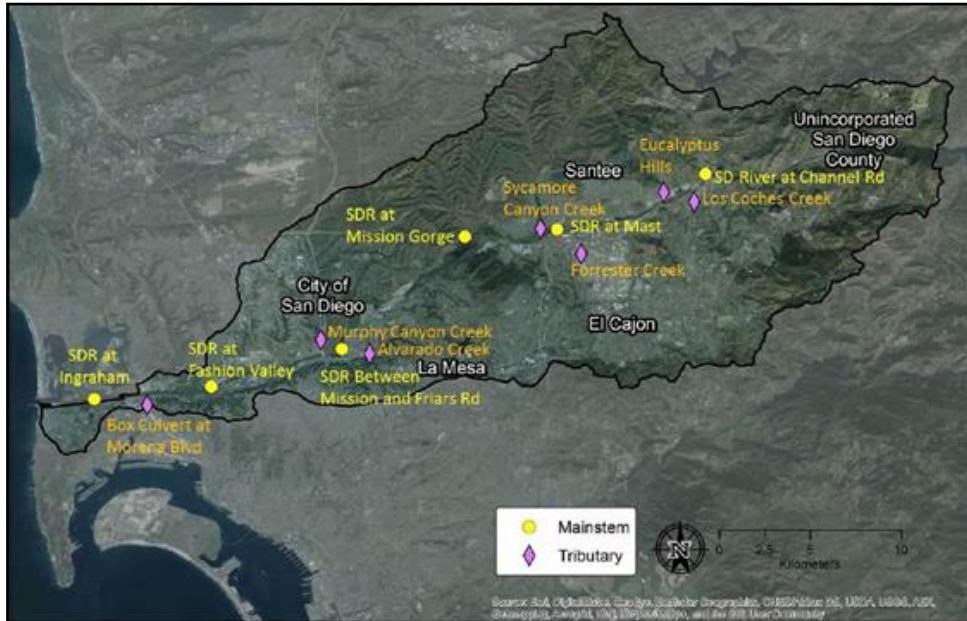 Unincorporated
San Diego
County
Eucalyptus
Hills
Santee
SD River at Channel Rd
Sycamore
Canyon Creek
Los Coches Creek
SDR at
Mission Gorge
SDR at Mast
Forrester Creek
City of
San Diego
El Cajon
Murphy Canyon Creek
Alvarado Creek
SDR at
Ingraham
SDR at
Fashion Valley
La Mesa
SDR Between
Mission and Friars Rd
Box Culvert at
Morena Blvd
Mainstem
Tributary
N
0 2.5 5 10
Kilometers